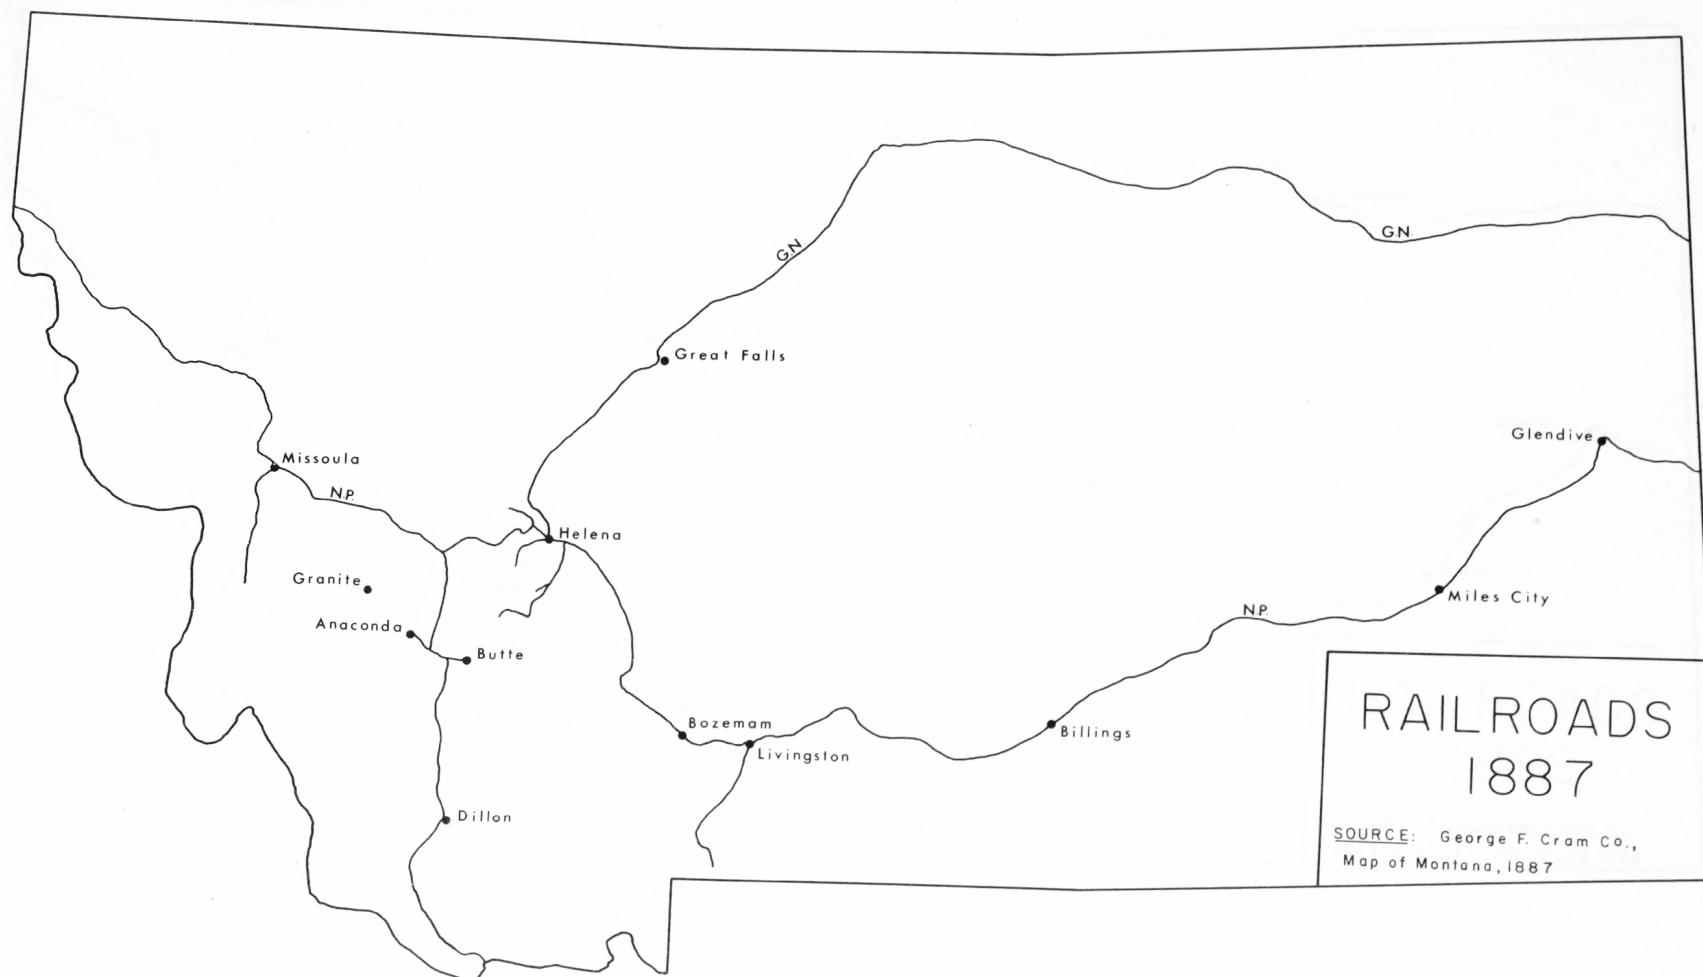 G.N
GN
Great Falls
Glendive
Missoula
N.P.
Helena
Granite
Miles City
N.P.
Anaconda
Butte
Bozemam
Billings
Livingston
Dillon
RAILROADS
1887
SOURCE: George F. Cram Co.,
Map of Montana, 1887